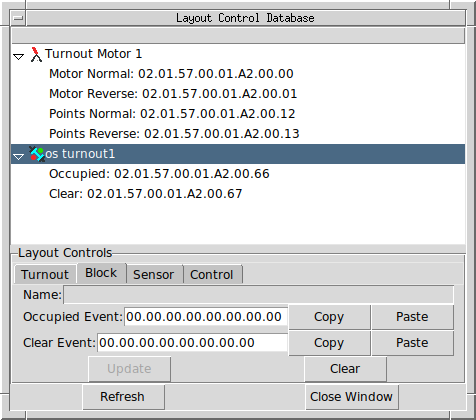 Layout Control Database
Turnout Motor 1
Motor Normal: 02.01.57.00.01.A2.00.00
Motor Reverse: 02.01.57.00.01.A2.00.01
Points Normal: 02.01.57.00.01.A2.00.12
Points Reverse: 02.01.57.00.01.A2.00.13
os turnout1
Occupied: 02.01.57.00.01.A2.00.66
Clear: 02.01.57.00.01.A2.00.67
Layout Controls
Turnout Block Sensor Control
Name:
Occupied Event: 00.00.00.00.00.00.00.00 Copy Paste
Clear Event: 00.00.00.00.00.00.00.00 Copy Paste
Update Clear
Refresh Close Window